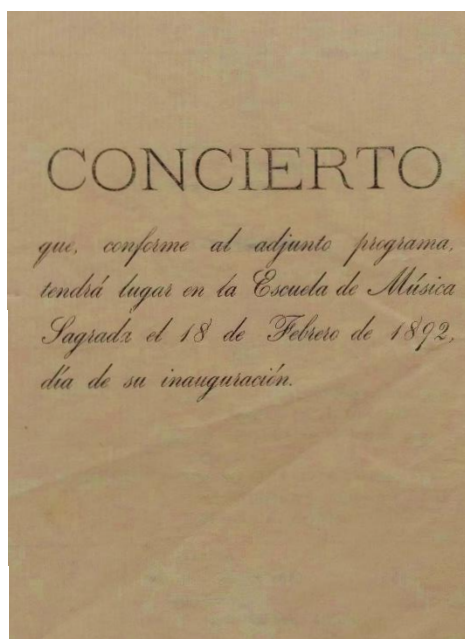 CONCIERTO
que, conforme al adjunto programa,
tendrá lugar en la Escuela de Música
Sagrada el 18 de Febrero de 1892,
día de su inauguración.